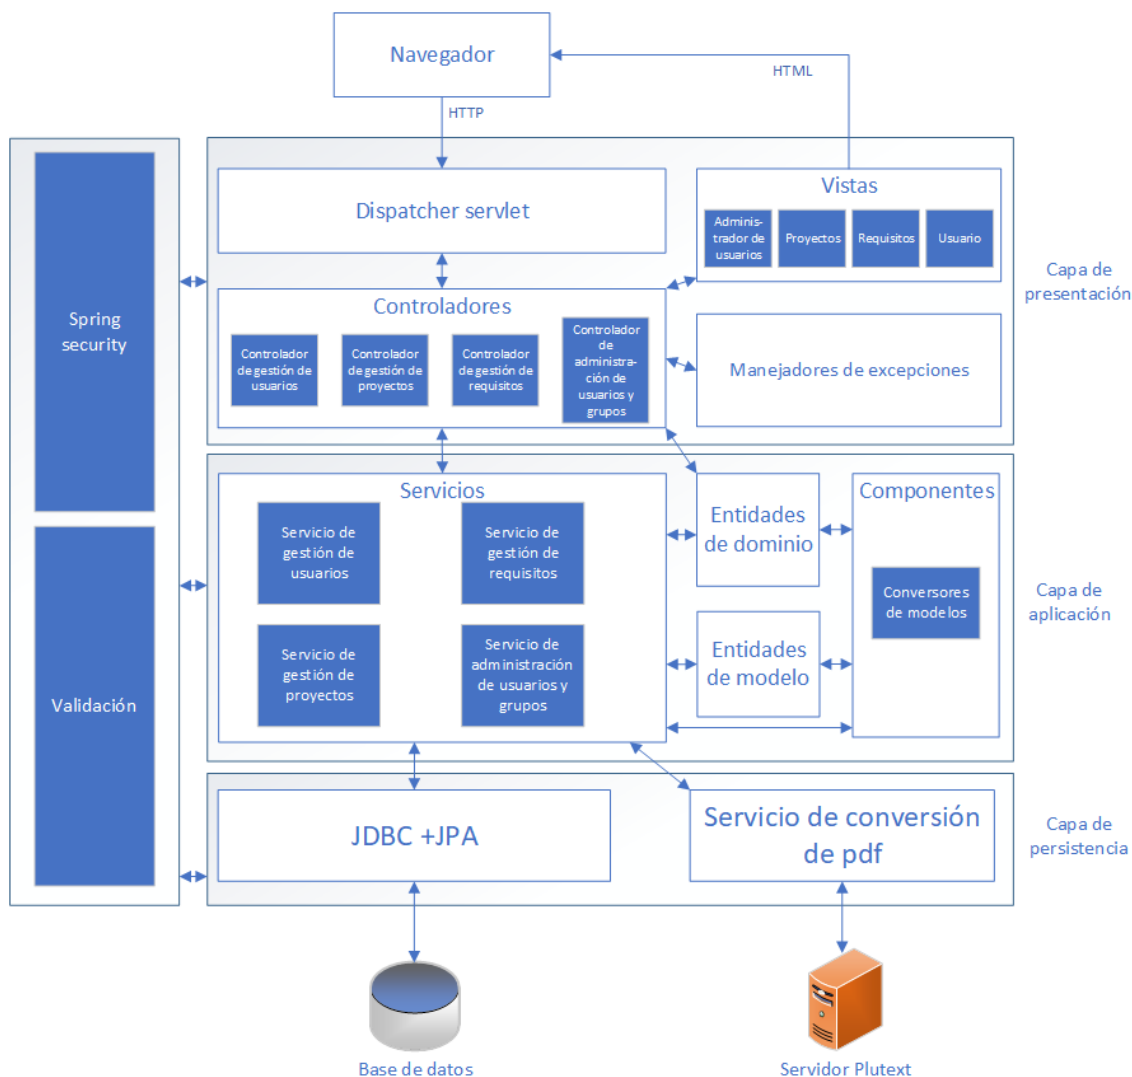 Navegador
HTML
HTTP
Dispatcher servlet
Vistas
Adminis-
trador de
usuarios
Proyectos
Requisitos
Usuario
Capa de
presentación
Spring
security
Controladores
Controlador
de gestión de
usuarios
Controlador
de gestión de
proyectos
Controlador
de gestión de
requisitos
Controlador
de
administra-
ción de
usuarios y
grupos
Manejadores de excepciones
Servicios
Servicio de
gestión de
usuarios
Servicio de
gestión de
requisitos
Servicio de
gestión de
proyectos
Servicio de
administración
de usuarios y
grupos
Entidades
de dominio
Entidades
de modelo
Componentes
Conversores
de modelos
Capa de
aplicación
Validación
JDBC +JPA
Servicio de conversión
de pdf
Capa de
persistencia
Base de datos
Servidor Plutext